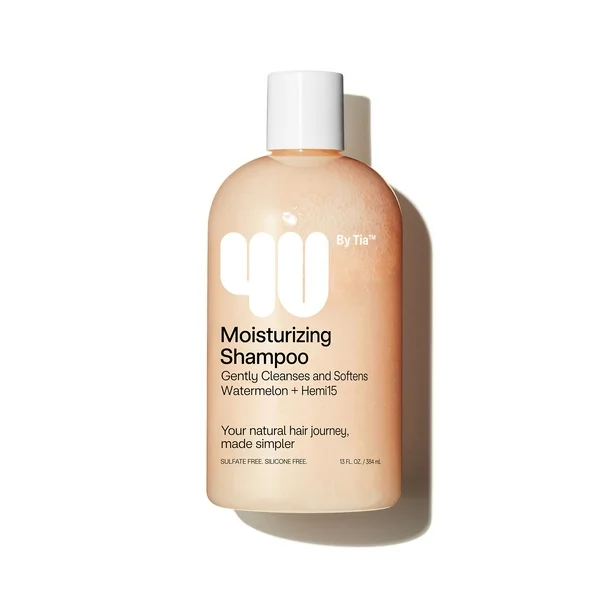 4U By Tia™
Moisturizing
Shampoo
Gently Cleanses and Softens
Watermelon + Hemi15
Your natural hair journey,
made simpler
SULFATE FREE. SILICONE FREE. 13 FL. OZ. / 384 mL